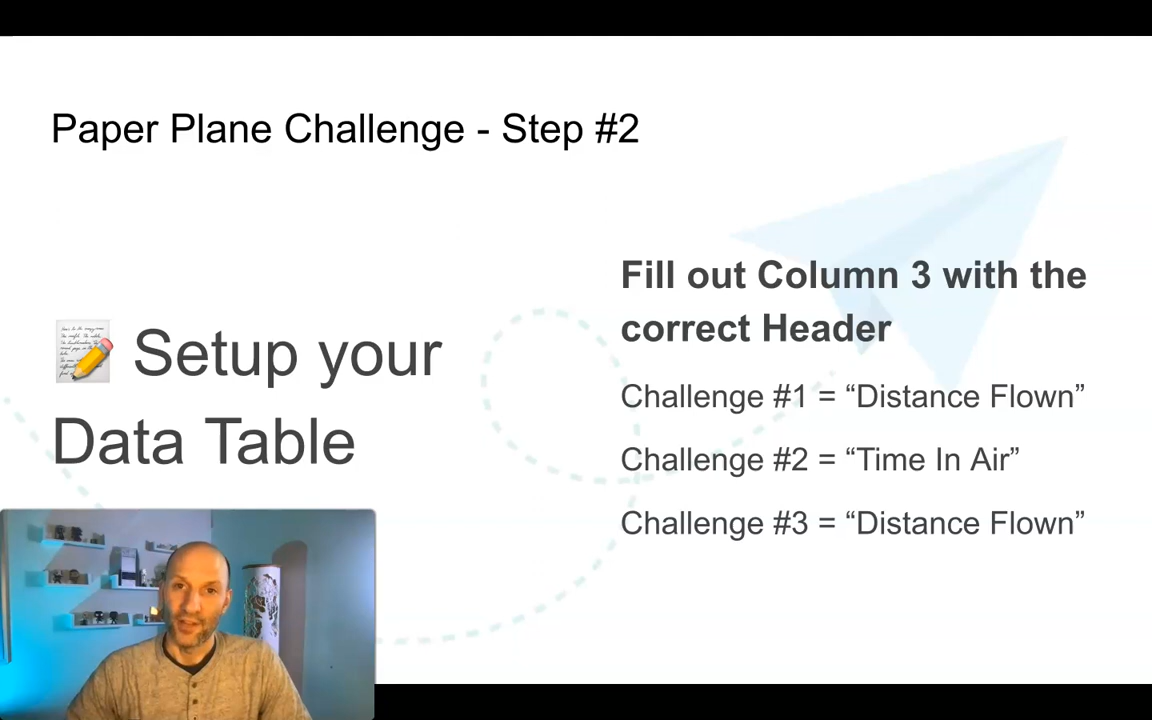 Paper Plane Challenge - Step #2
Fill out Column 3 with the
correct Header
📝 Setup your
Data Table
Challenge #1 = “Distance Flown”
Challenge #2 = “Time In Air”
Challenge #3 = “Distance Flown”